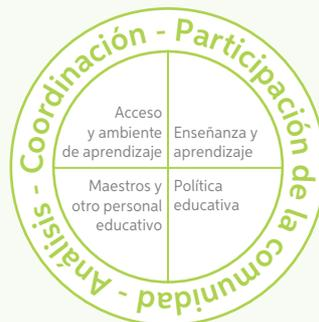 Coordinación - Participación de la comunidad - Análisis -
Acceso
y ambiente
de aprendizaje
Enseñanza y
aprendizaje
Maestros y
otro personal
educativo
Política
educativa